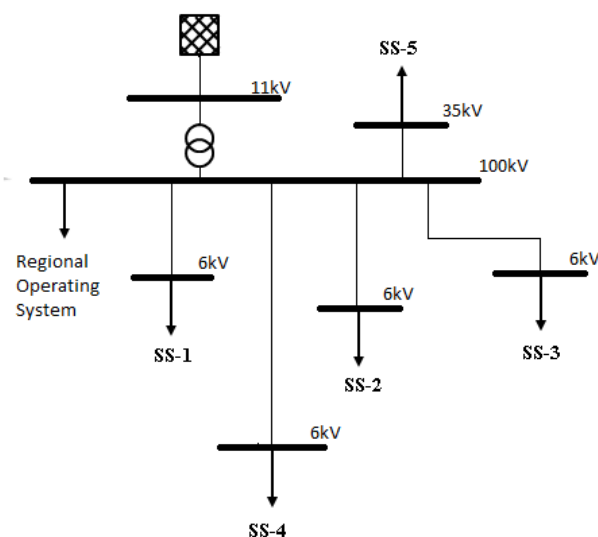 SS-5
11kV
35kV
100kV
Regional
Operating
System
6kV
SS-1
6kV
SS-2
6kV
SS-3
6kV
SS-4